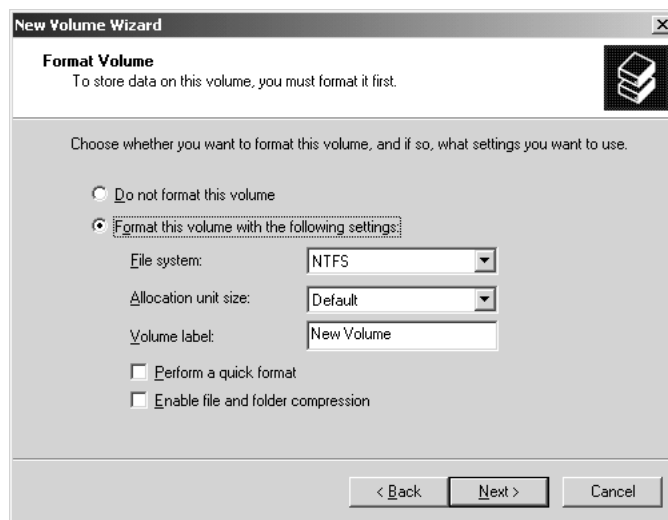 New Volume Wizard
Format Volume
To store data on this volume, you must format it first.
Choose whether you want to format this volume, and if so, what settings you want to use.
Do not format this volume
Format this volume with the following settings:
File system: NTFS
Allocation unit size: Default
Volume label: New Volume
Perform a quick format
Enable file and folder compression
< Back Next > Cancel